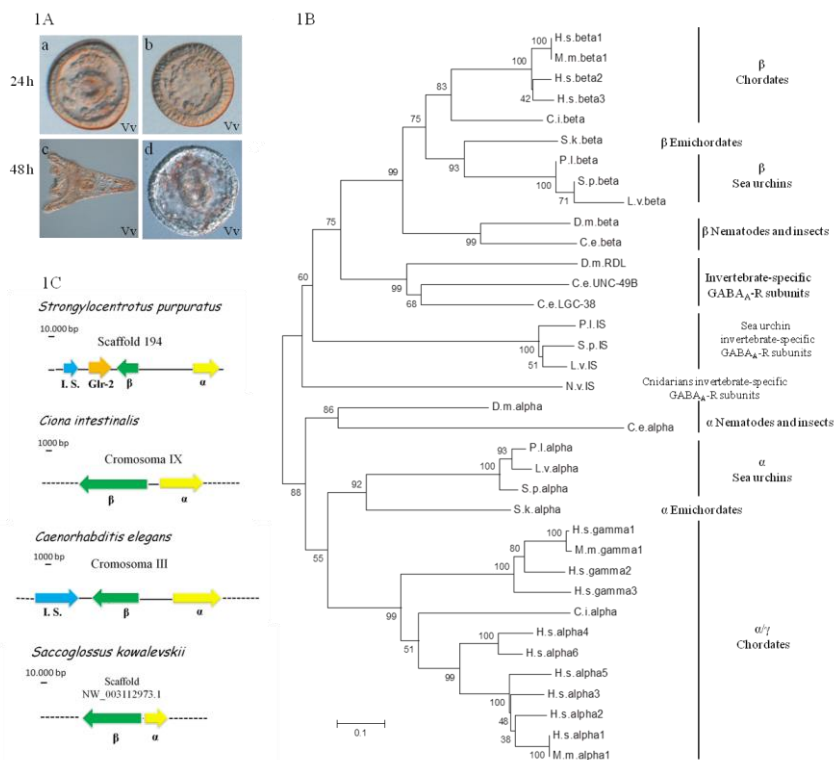 1A
a
b
24h
Vv
Vv
c
d
48h
Vv
Vv
1C
Strongylocentrotus purpuratus
10.000 bp
Scaffold 194
I. S.
Glr-2
β
α
Ciona intestinalis
1000 bp
Cromosoma IX
β
α
Caenorhabditis elegans
1000 bp
Cromosoma III
I. S.
β
α
Saccoglossus kowalevskii
10.000 bp
Scaffold
NW_003112973.1
β
α
1B
H.s.beta1
M.m.beta1
H.s.beta2
H.s.beta3
C.i.beta
S.k.beta
P.l.beta
S.p.beta
L.v.beta
D.m.beta
C.e.beta
D.m.RDL
C.e.UNC-49B
C.e.LGC-38
P.l.IS
S.p.IS
L.v.IS
N.v.IS
D.m.alpha
C.e.alpha
P.l.alpha
L.v.alpha
S.p.alpha
S.k.alpha
H.s.gamma1
M.m.gamma1
H.s.gamma2
H.s.gamma3
C.i.alpha
H.s.alpha4
H.s.alpha6
H.s.alpha5
H.s.alpha3
H.s.alpha2
H.s.alpha1
M.m.alpha1
100
100
42
83
75
93
100
71
99
99
75
99
68
60
100
51
86
88
93
100
92
55
100
80
100
99
51
100
99
100
48
38
100
0.1
β
Chordates
β Emichordates
β
Sea urchins
β Nematodes and insects
Invertebrate-specific
GABAA-R subunits
Sea urchin
invertebrate-specific
GABAA-R subunits
Cnidarians invertebrate-specific
GABAA-R subunits
α Nematodes and insects
α
Sea urchins
α Emichordates
α/γ
Chordates